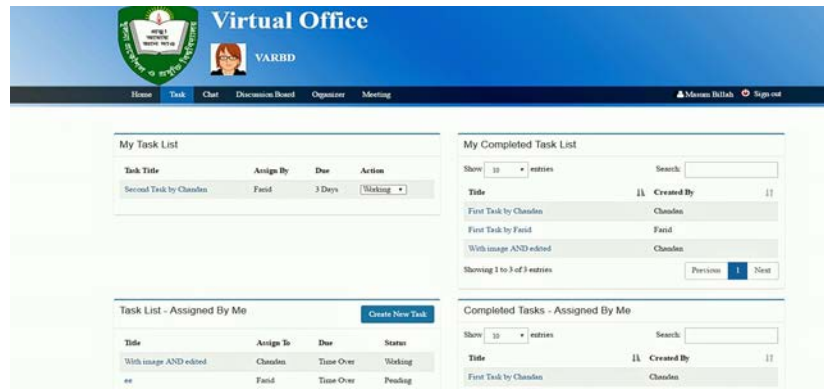 Virtual Office
VARBD
Home Task Chat Discussion Board Organizer Meeting Masum Billah Sign out
My Task List
Task Title Assign By Due Action
Second Task by Chandan Farid 3 Days Working
My Completed Task List
Show 10 entries Search:
Title Created By
First Task by Chandan Chandan
First Task by Farid Farid
With image AND edited Chandan
Showing 1 to 3 of 3 entries Previous 1 Next
Task List - Assigned By Me Create New Task
Title Assign To Due Status
With image AND edited Chandan Time Over Working
ee Farid Time Over Pending
Completed Tasks - Assigned By Me
Show 10 entries Search:
Title Created By
First Task by Chandan Chandan